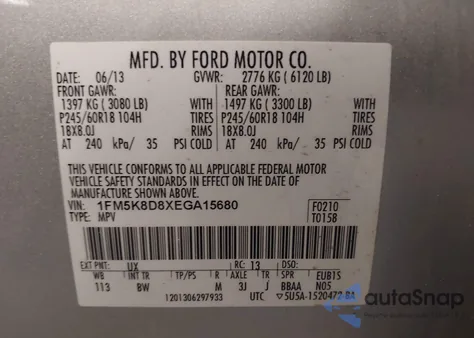 MFD. BY FORD MOTOR CO.
DATE: 06/13 GVWR: 2776 KG ( 6120 LB)
FRONT GAWR: REAR GAWR:
1397 KG ( 3080 LB) WITH 1497 KG ( 3300 LB) WITH
P245/60R18 104H TIRES P245/60R18 104H TIRES
18X8.0J RIMS 18X8.0J RIMS
AT 240 kPa/ 35 PSI COLD AT 240 kPa/ 35 PSI COLD
THIS VEHICLE CONFORMS TO ALL APPLICABLE FEDERAL MOTOR
VEHICLE SAFETY STANDARDS IN EFFECT ON THE DATE OF
MANUFACTURE SHOWN ABOVE.
VIN: 1FM5K8D8XEGA15680 F0210
TYPE: MPV T0158
EXT PNT: UX RC: 13 DSO:
WB INT TR TP/PS R AXLE TR SPR EUB1S
113 BW M 3J J BBAA N05
1201306297933 UTC ▽5U5A-1520472-BA
autoSnap